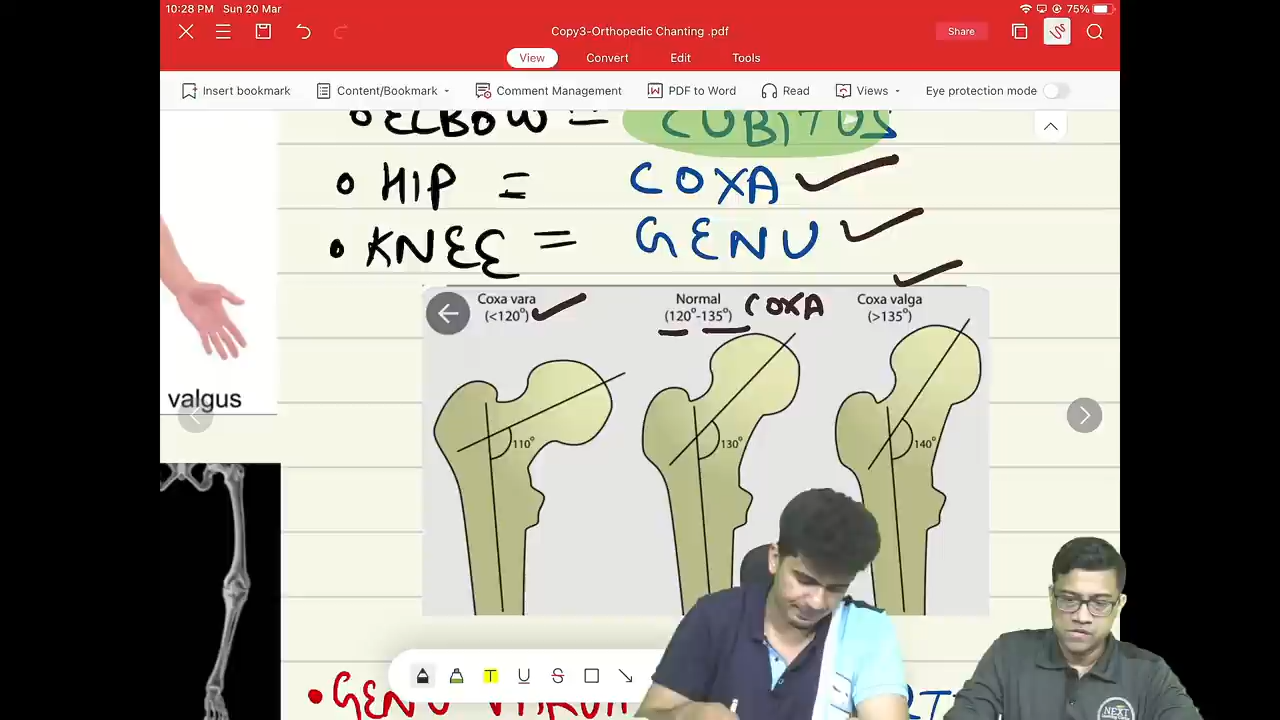 10:28 PM Sun 20 Mar
75%
Copy3-Orthopedic Chanting .pdf
Share
View Convert Edit Tools
Insert bookmark Content/Bookmark Comment Management PDF to Word Read Views Eye protection mode
• ELBOW = CUBITUS
• HIP = COXA
• KNEE = GENU
Coxa vara
(<120°)
Normal
(120°-135°)
COXA
Coxa valga
(>135°)
valgus
110°
130°
140°
T U S
• GENU
NEXT